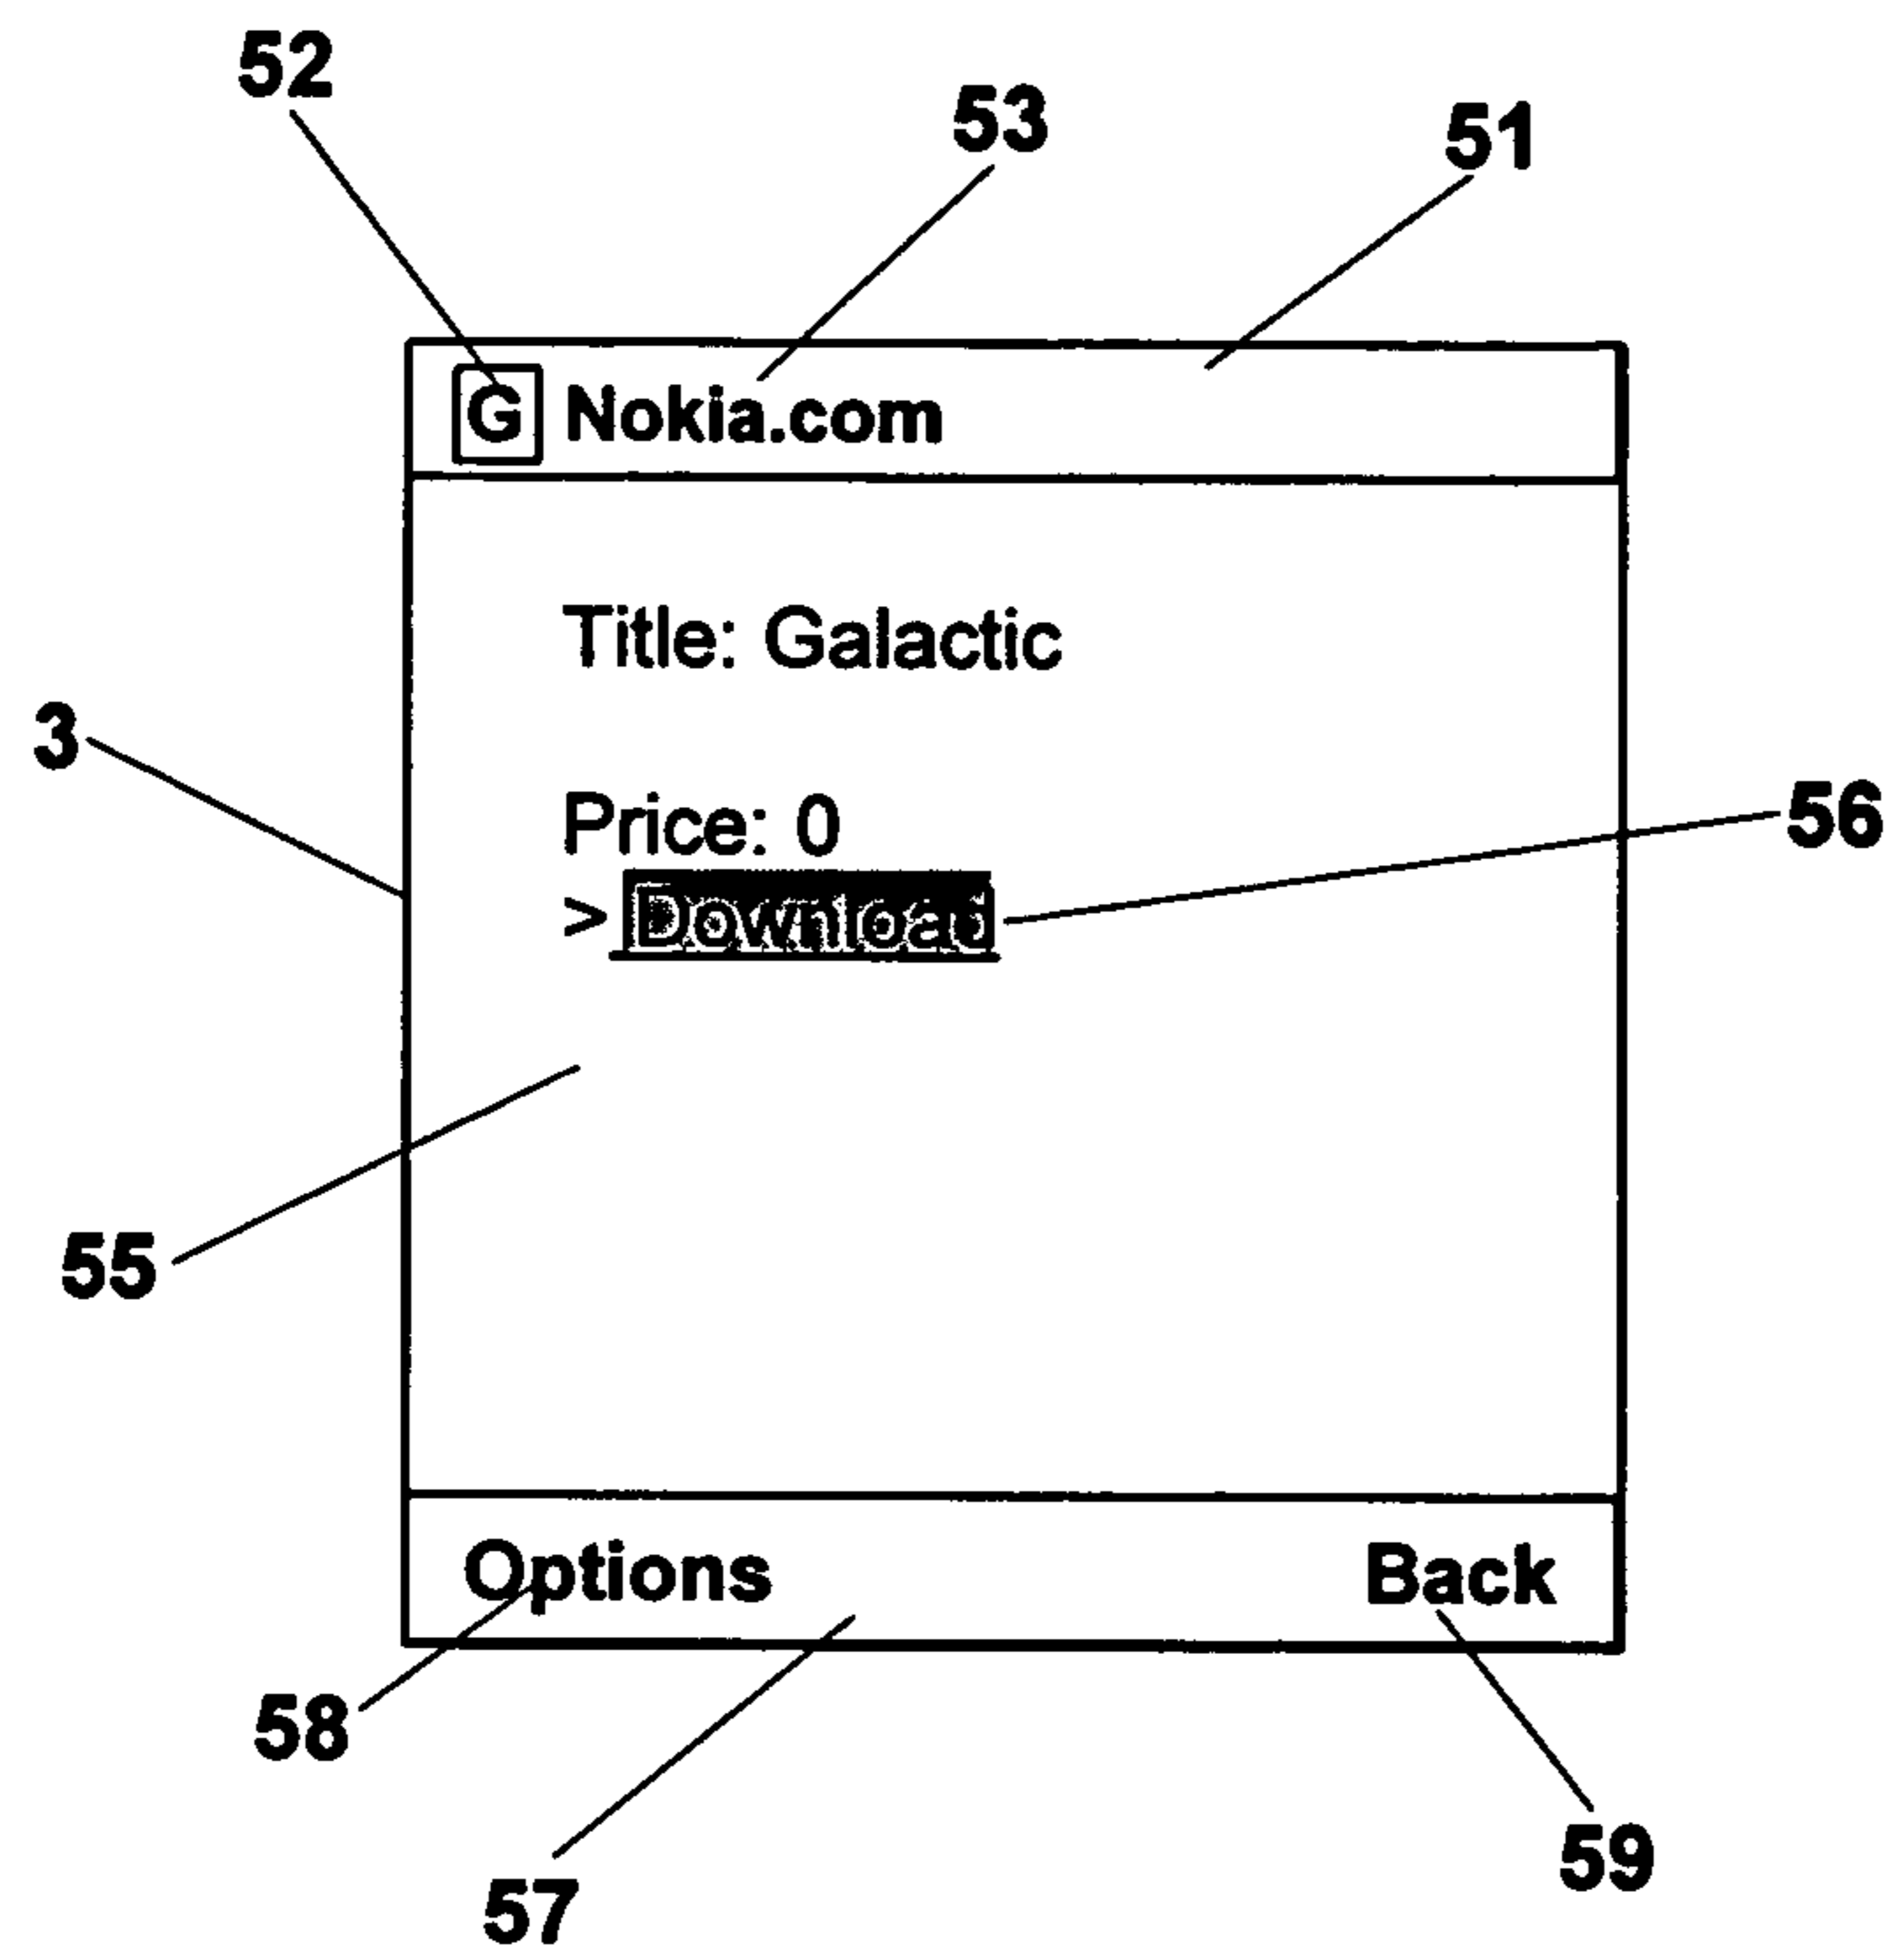 52
53
51
G Nokia.com
Title: Galactic
3
Price: 0
56
> Download
55
Options Back
58
59
57